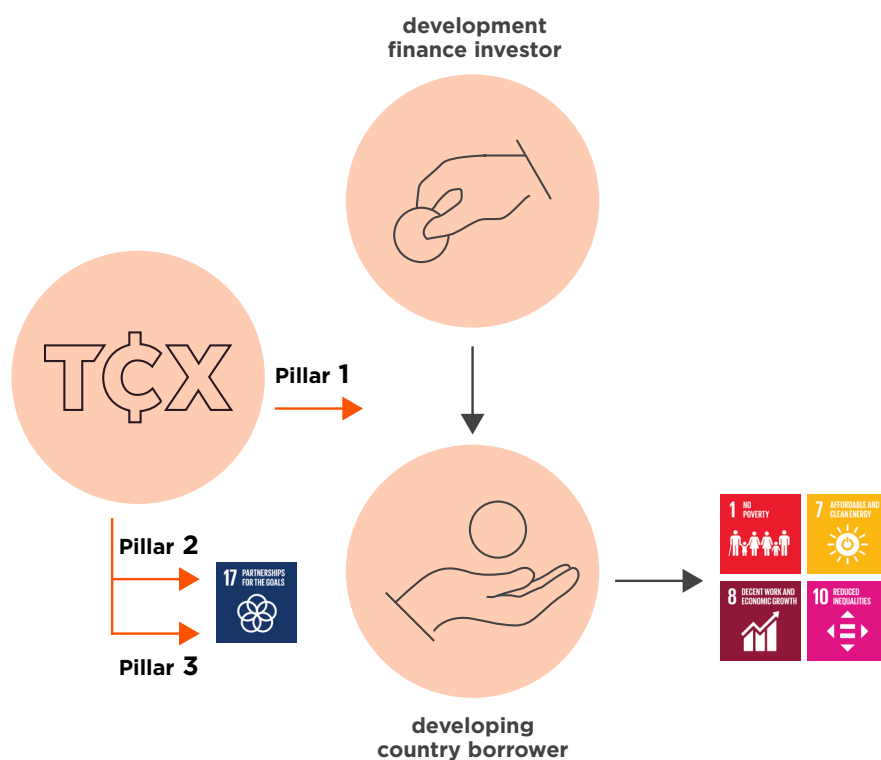 development
finance investor
TCX
Pillar 1
Pillar 2
17 PARTNERSHIPS
FOR THE GOALS
Pillar 3
1 NO
POVERTY
7 AFFORDABLE AND
CLEAN ENERGY
8 DECENT WORK AND
ECONOMIC GROWTH
10 REDUCED
INEQUALITIES
developing
country borrower